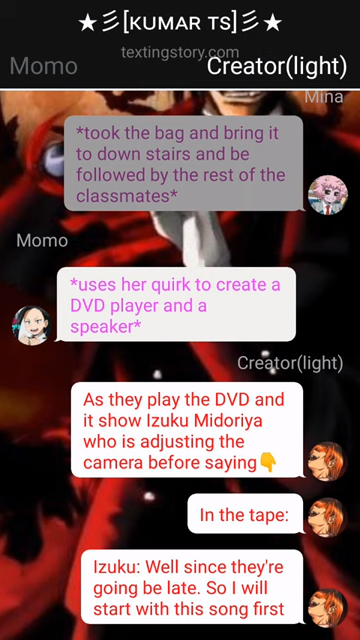 ★彡[ᴋᴜᴍᴀʀ ᴛs]彡★
textingstory.com
Momo
Creator(light)
Mina
*took the bag and bring it
to down stairs and be
followed by the rest of the
classmates*
Momo
*uses her quirk to create a
DVD player and a
speaker*
Creator(light)
As they play the DVD and
it show Izuku Midoriya
who is adjusting the
camera before saying👇
In the tape:
Izuku: Well since they're
going be late. So I will
start with this song first